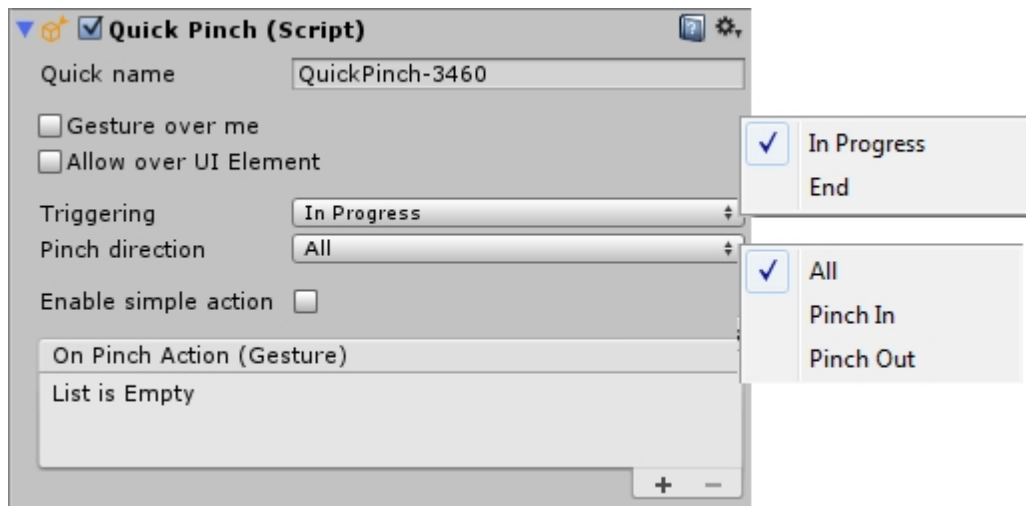 Quick Pinch (Script)
Quick name QuickPinch-3460
Gesture over me
Allow over UI Element
Triggering In Progress
Pinch direction All
Enable simple action
On Pinch Action (Gesture)
List is Empty
In Progress
End
All
Pinch In
Pinch Out